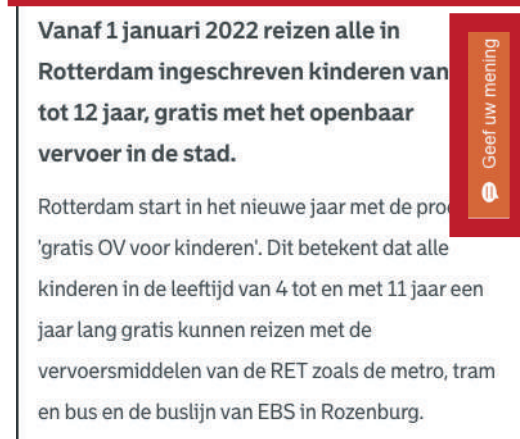 Vanaf 1 januari 2022 reizen alle in
Rotterdam ingeschreven kinderen van
tot 12 jaar, gratis met het openbaar
vervoer in de stad.
Geef uw mening
Rotterdam start in het nieuwe jaar met de
'gratis OV voor kinderen'. Dit betekent dat alle
kinderen in de leeftijd van 4 tot en met 11 jaar een
jaar lang gratis kunnen reizen met de
vervoersmiddelen van de RET zoals de metro, tram
en bus en de buslijn van EBS in Rozenburg.